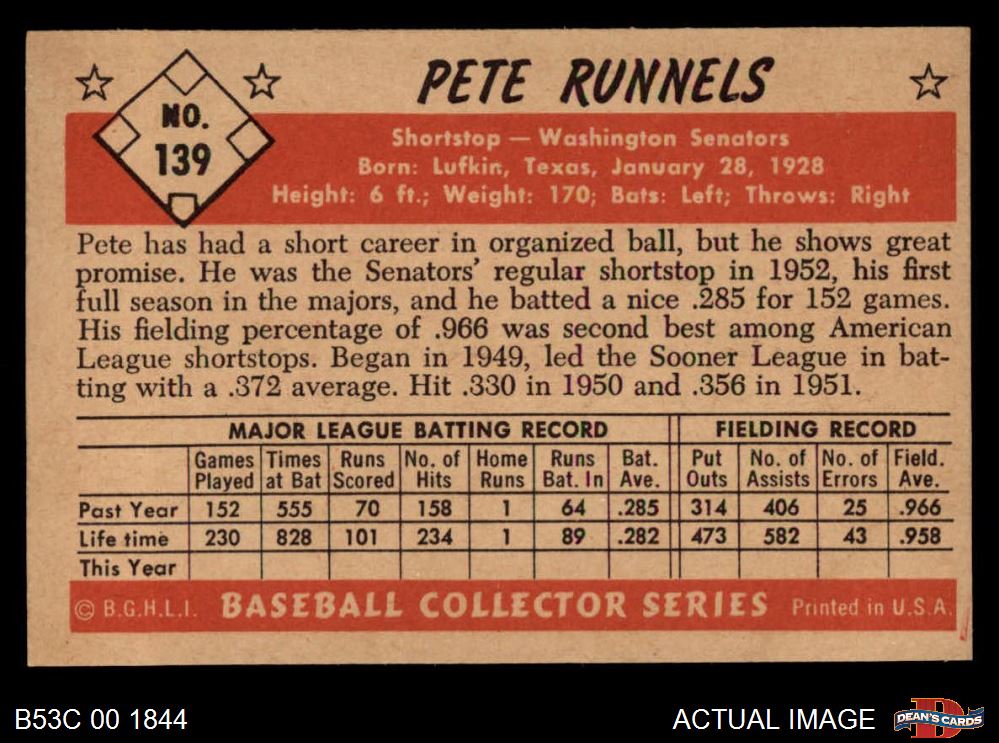 PETE RUNNELS
NO.
139
Shortstop — Washington Senators
Born: Lufkin, Texas, January 28, 1928
Height: 6 ft.; Weight: 170; Bats: Left; Throws: Right
Pete has had a short career in organized ball, but he shows great
promise. He was the Senators' regular shortstop in 1952, his first
full season in the majors, and he batted a nice .285 for 152 games.
His fielding percentage of .966 was second best among American
League shortstops. Began in 1949, led the Sooner League in bat-
ting with a .372 average. Hit .330 in 1950 and .356 in 1951.
MAJOR LEAGUE BATTING RECORD FIELDING RECORD
Games Times Runs No. of Home Runs Bat. Put No. of No. of Field.
Played at Bat Scored Hits Runs Bat. In Ave. Outs Assists Errors Ave.
Past Year 152 555 70 158 1 64 .285 314 406 25 .966
Life time 230 828 101 234 1 89 .282 473 582 43 .958
This Year
© B.G.H.L.I. BASEBALL COLLECTOR SERIES Printed in U.S.A.
B53C 00 1844 ACTUAL IMAGE DEAN'S CARDS